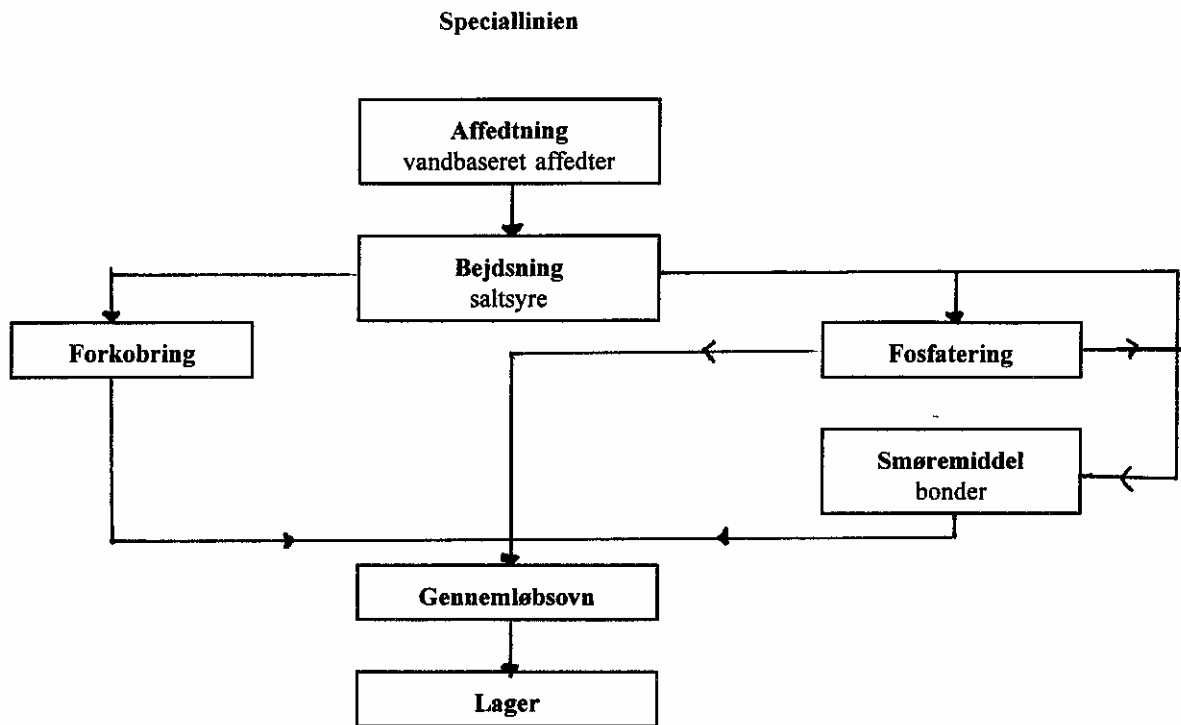 Speciallinien
Affedtning
vandbaseret affedter
Bejdsning
saltsyre
Forkobring
Fosfatering
Smøremiddel
bonder
Gennemløbsovn
Lager